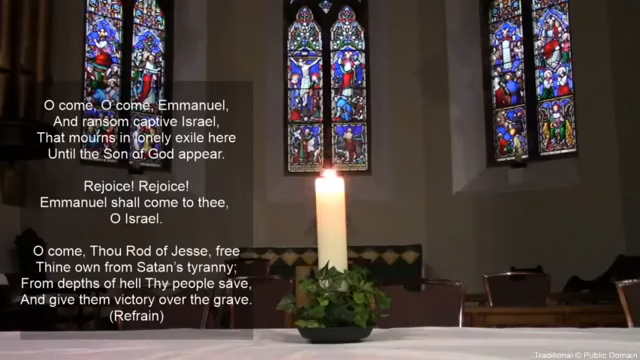 O come, O come, Emmanuel,
And ransom captive Israel,
That mourns in lonely exile here
Until the Son of God appear.
Rejoice! Rejoice!
Emmanuel shall come to thee,
O Israel.
O come, Thou Rod of Jesse, free
Thine own from Satan's tyranny;
From depths of hell Thy people save,
And give them victory over the grave.
(Refrain)
Traditional © Public Domain